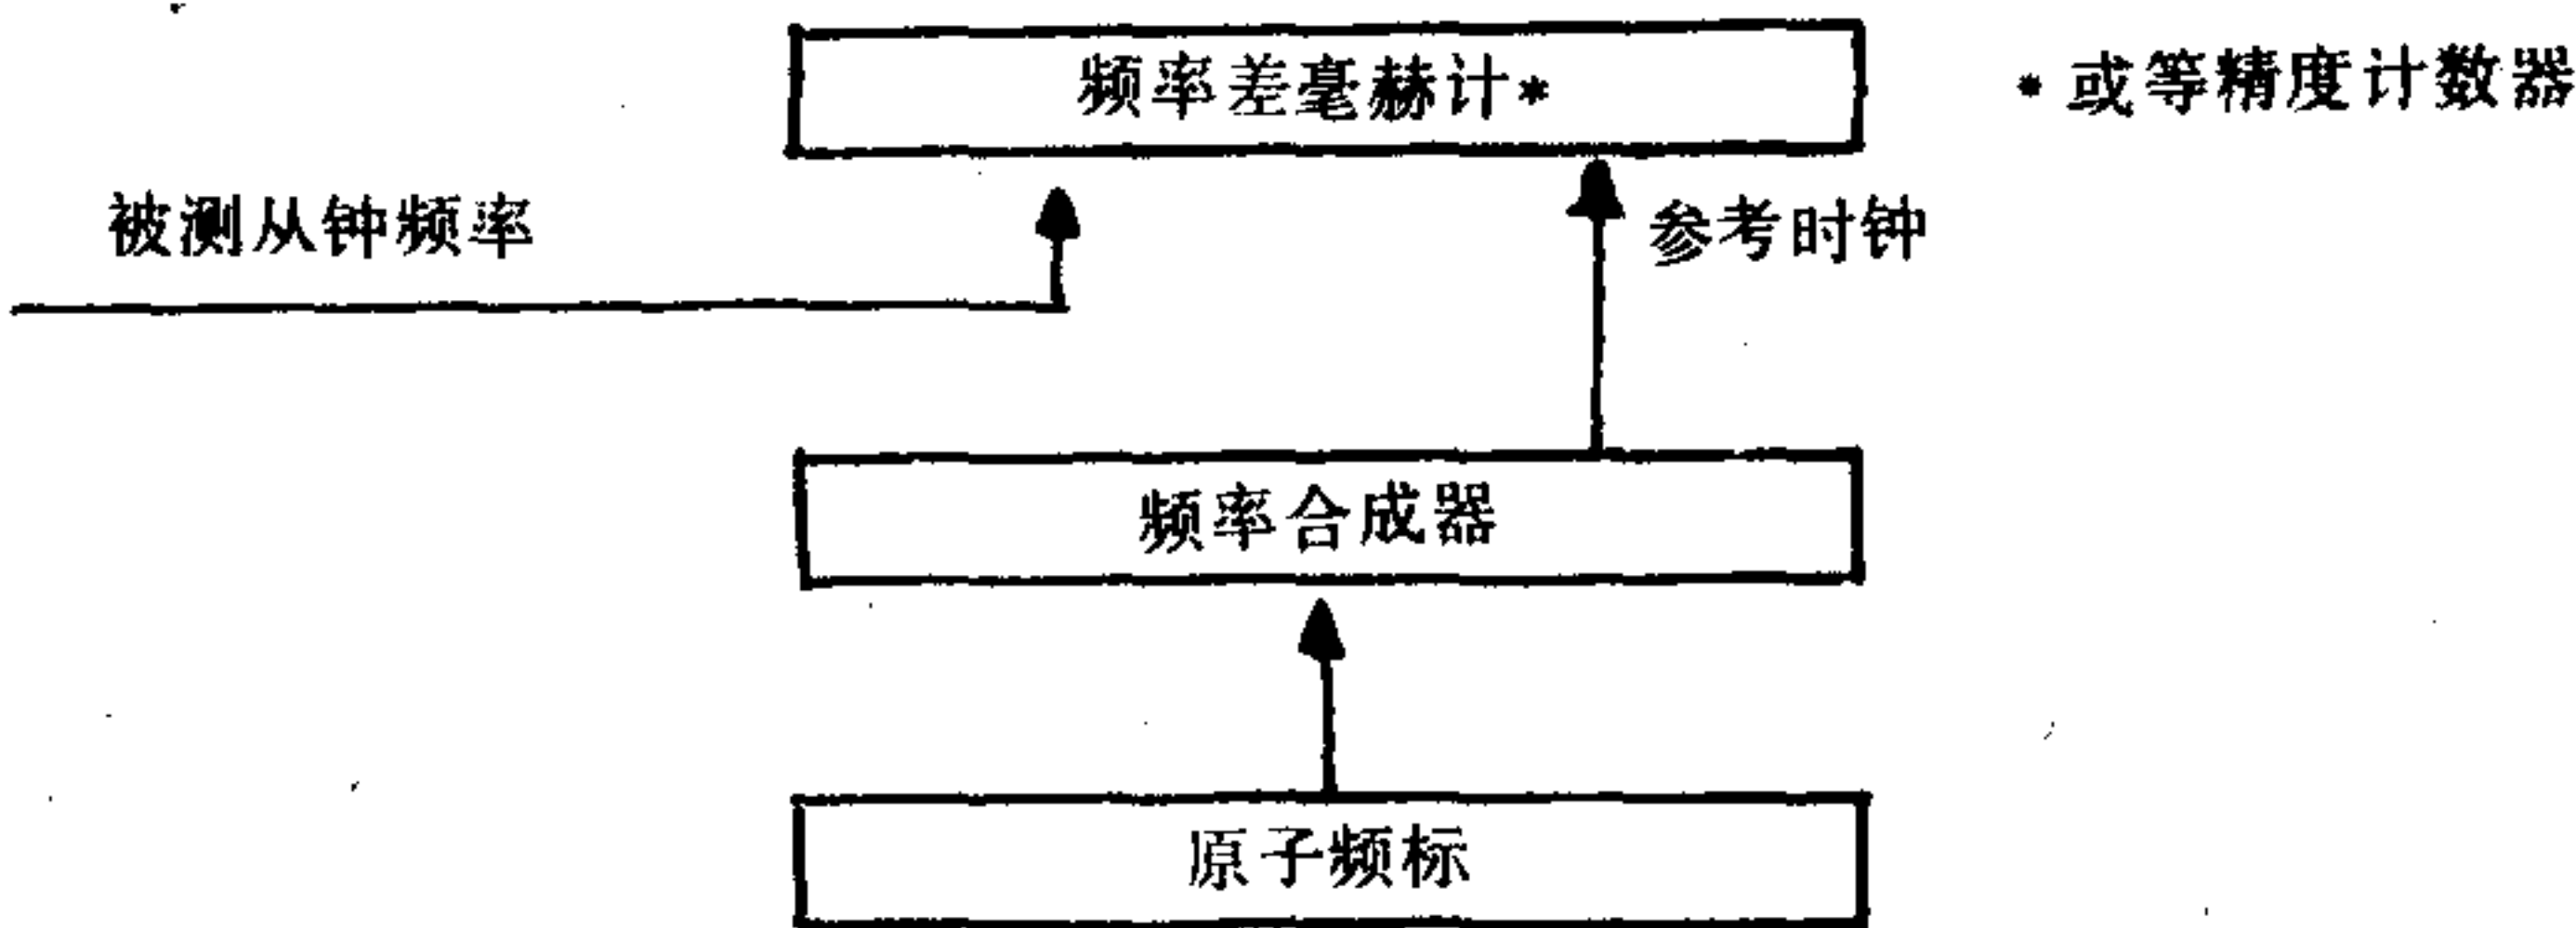 频率差毫赫计*
* 或等精度计数器
被测从钟频率
参考时钟
频率合成器
原子频标